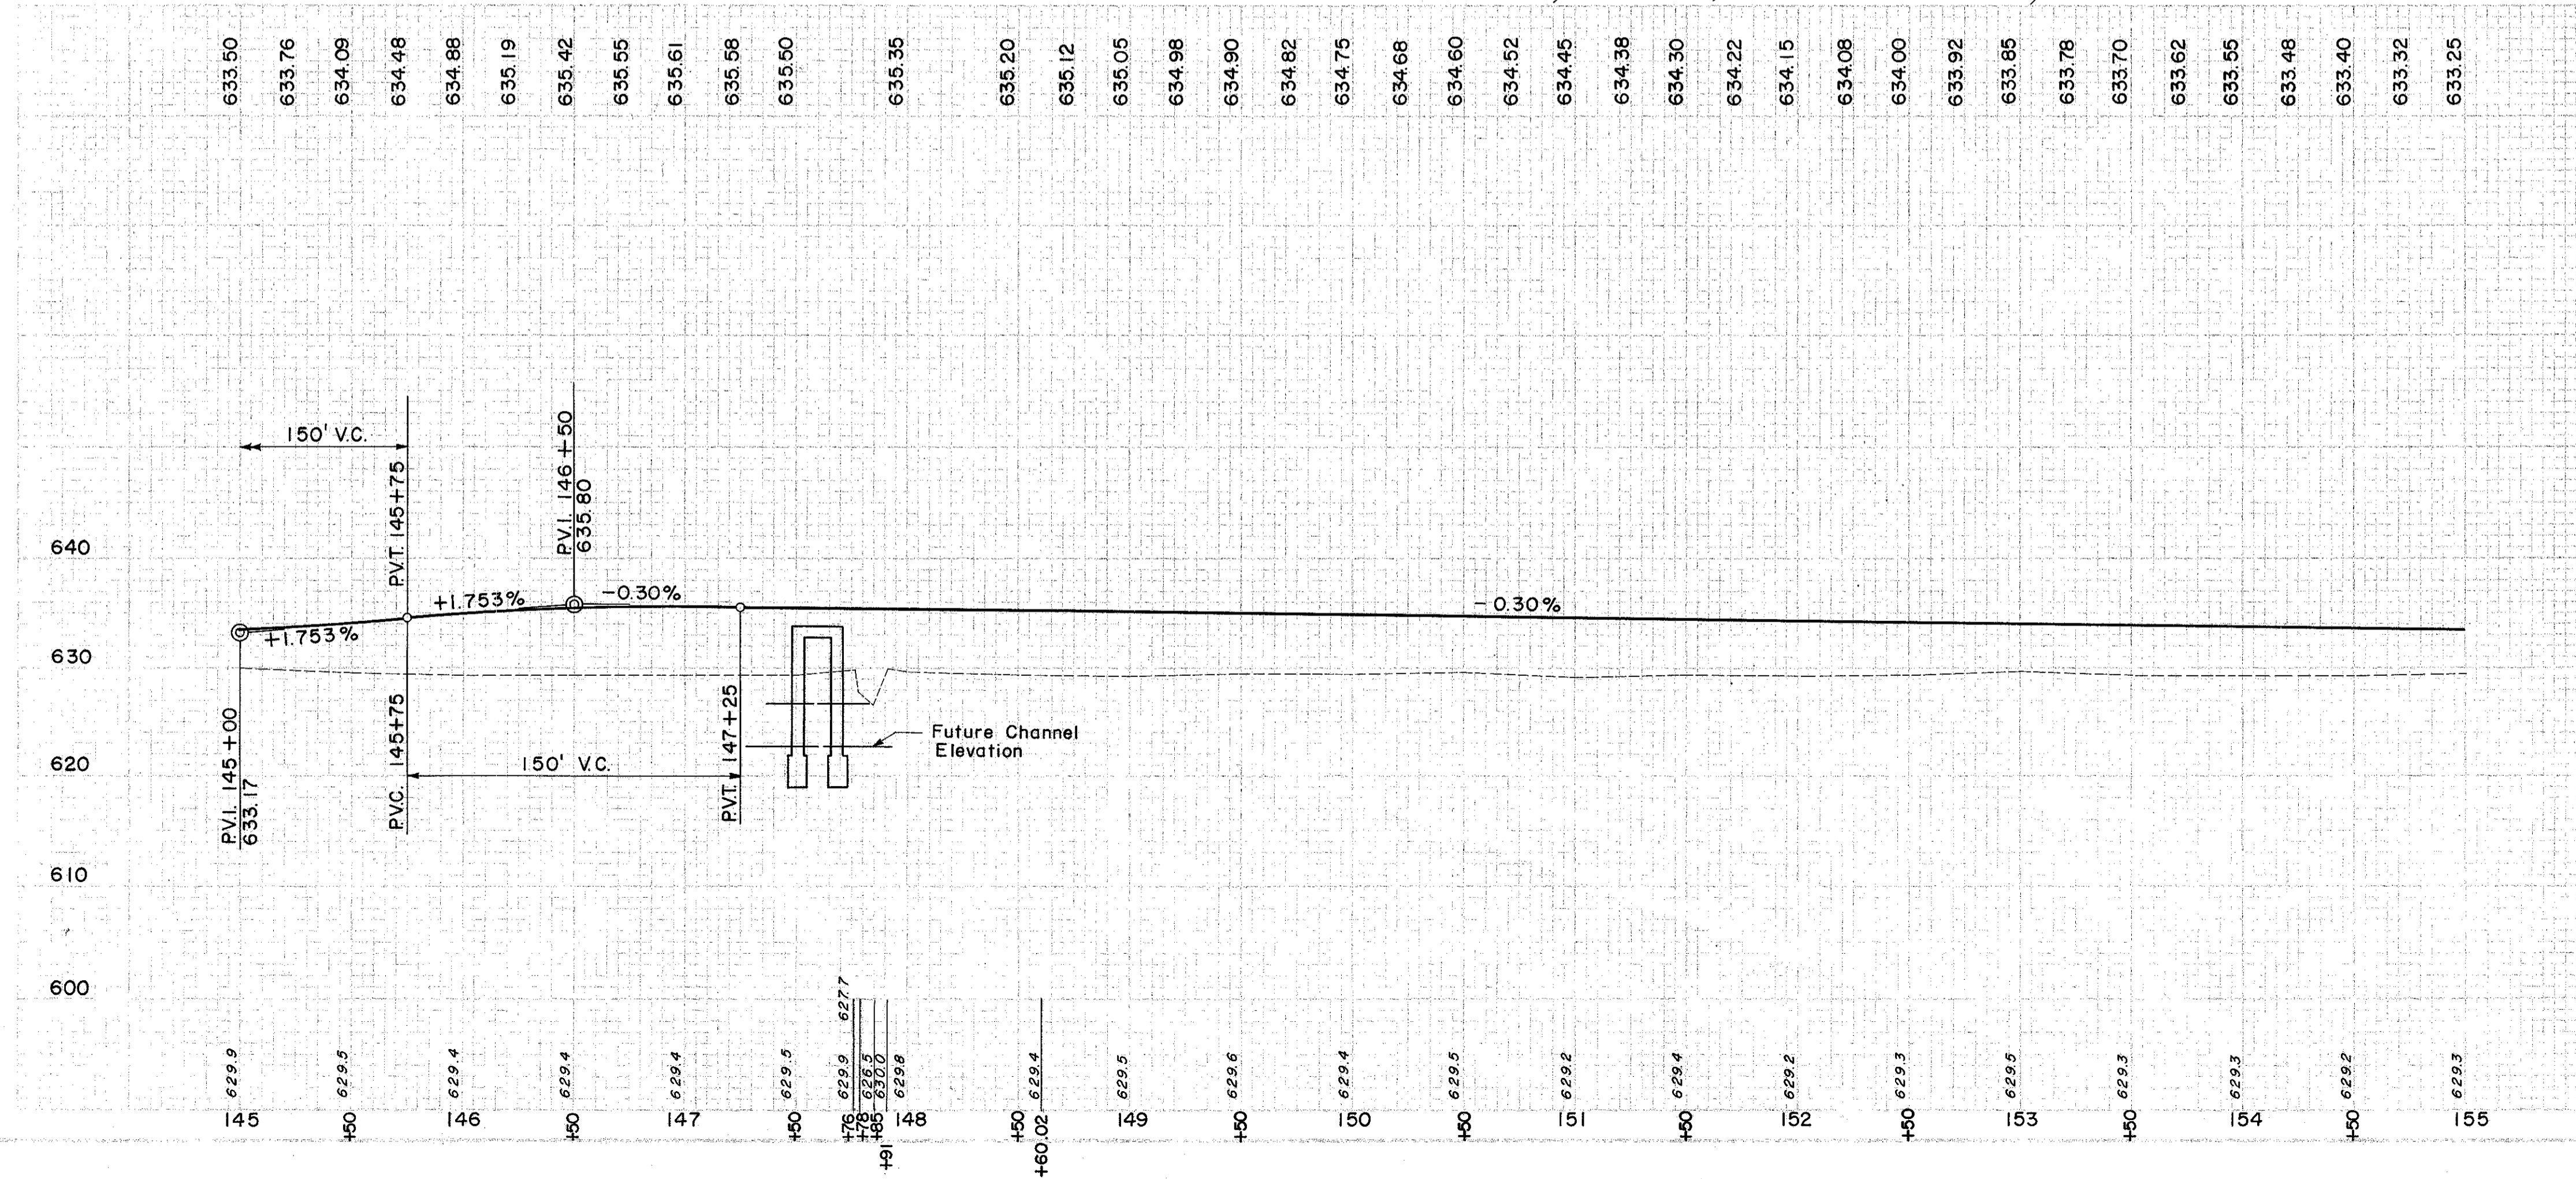 633.50 633.76 634.09 634.48 634.88 635.19 635.42 635.55 635.61 635.58 635.50 635.35 635.20 635.12 635.05 634.98 634.90 634.82 634.75 634.68 634.60 634.52 634.45 634.38 634.30 634.22 634.15 634.08 634.00 633.92 633.85 633.78 633.70 633.62 633.55 633.48 633.40 633.32 633.25
150' V.C.
P.V.T. 145+75
P.V.I. 146+50
635.80
640
+1.753%
-0.30%
-0.30%
+1.753%
630
P.V.I. 145+00
633.17
P.V.C. 145+75
150' V.C.
P.V.T. 147+25
Future Channel
Elevation
620
610
600
627.7
629.9 629.5 629.4 629.4 629.4 629.5 629.9 626.5 630.0 629.8 629.4 629.5 629.6 629.4 629.5 629.2 629.4 629.2 629.3 629.5 629.3 629.3 629.2 629.3
145 +50 146 +50 147 +50 +76 +78 +85 148 +50 149 +50 150 +50 151 +50 152 +50 153 +50 154 +50 155
+91
+60.02